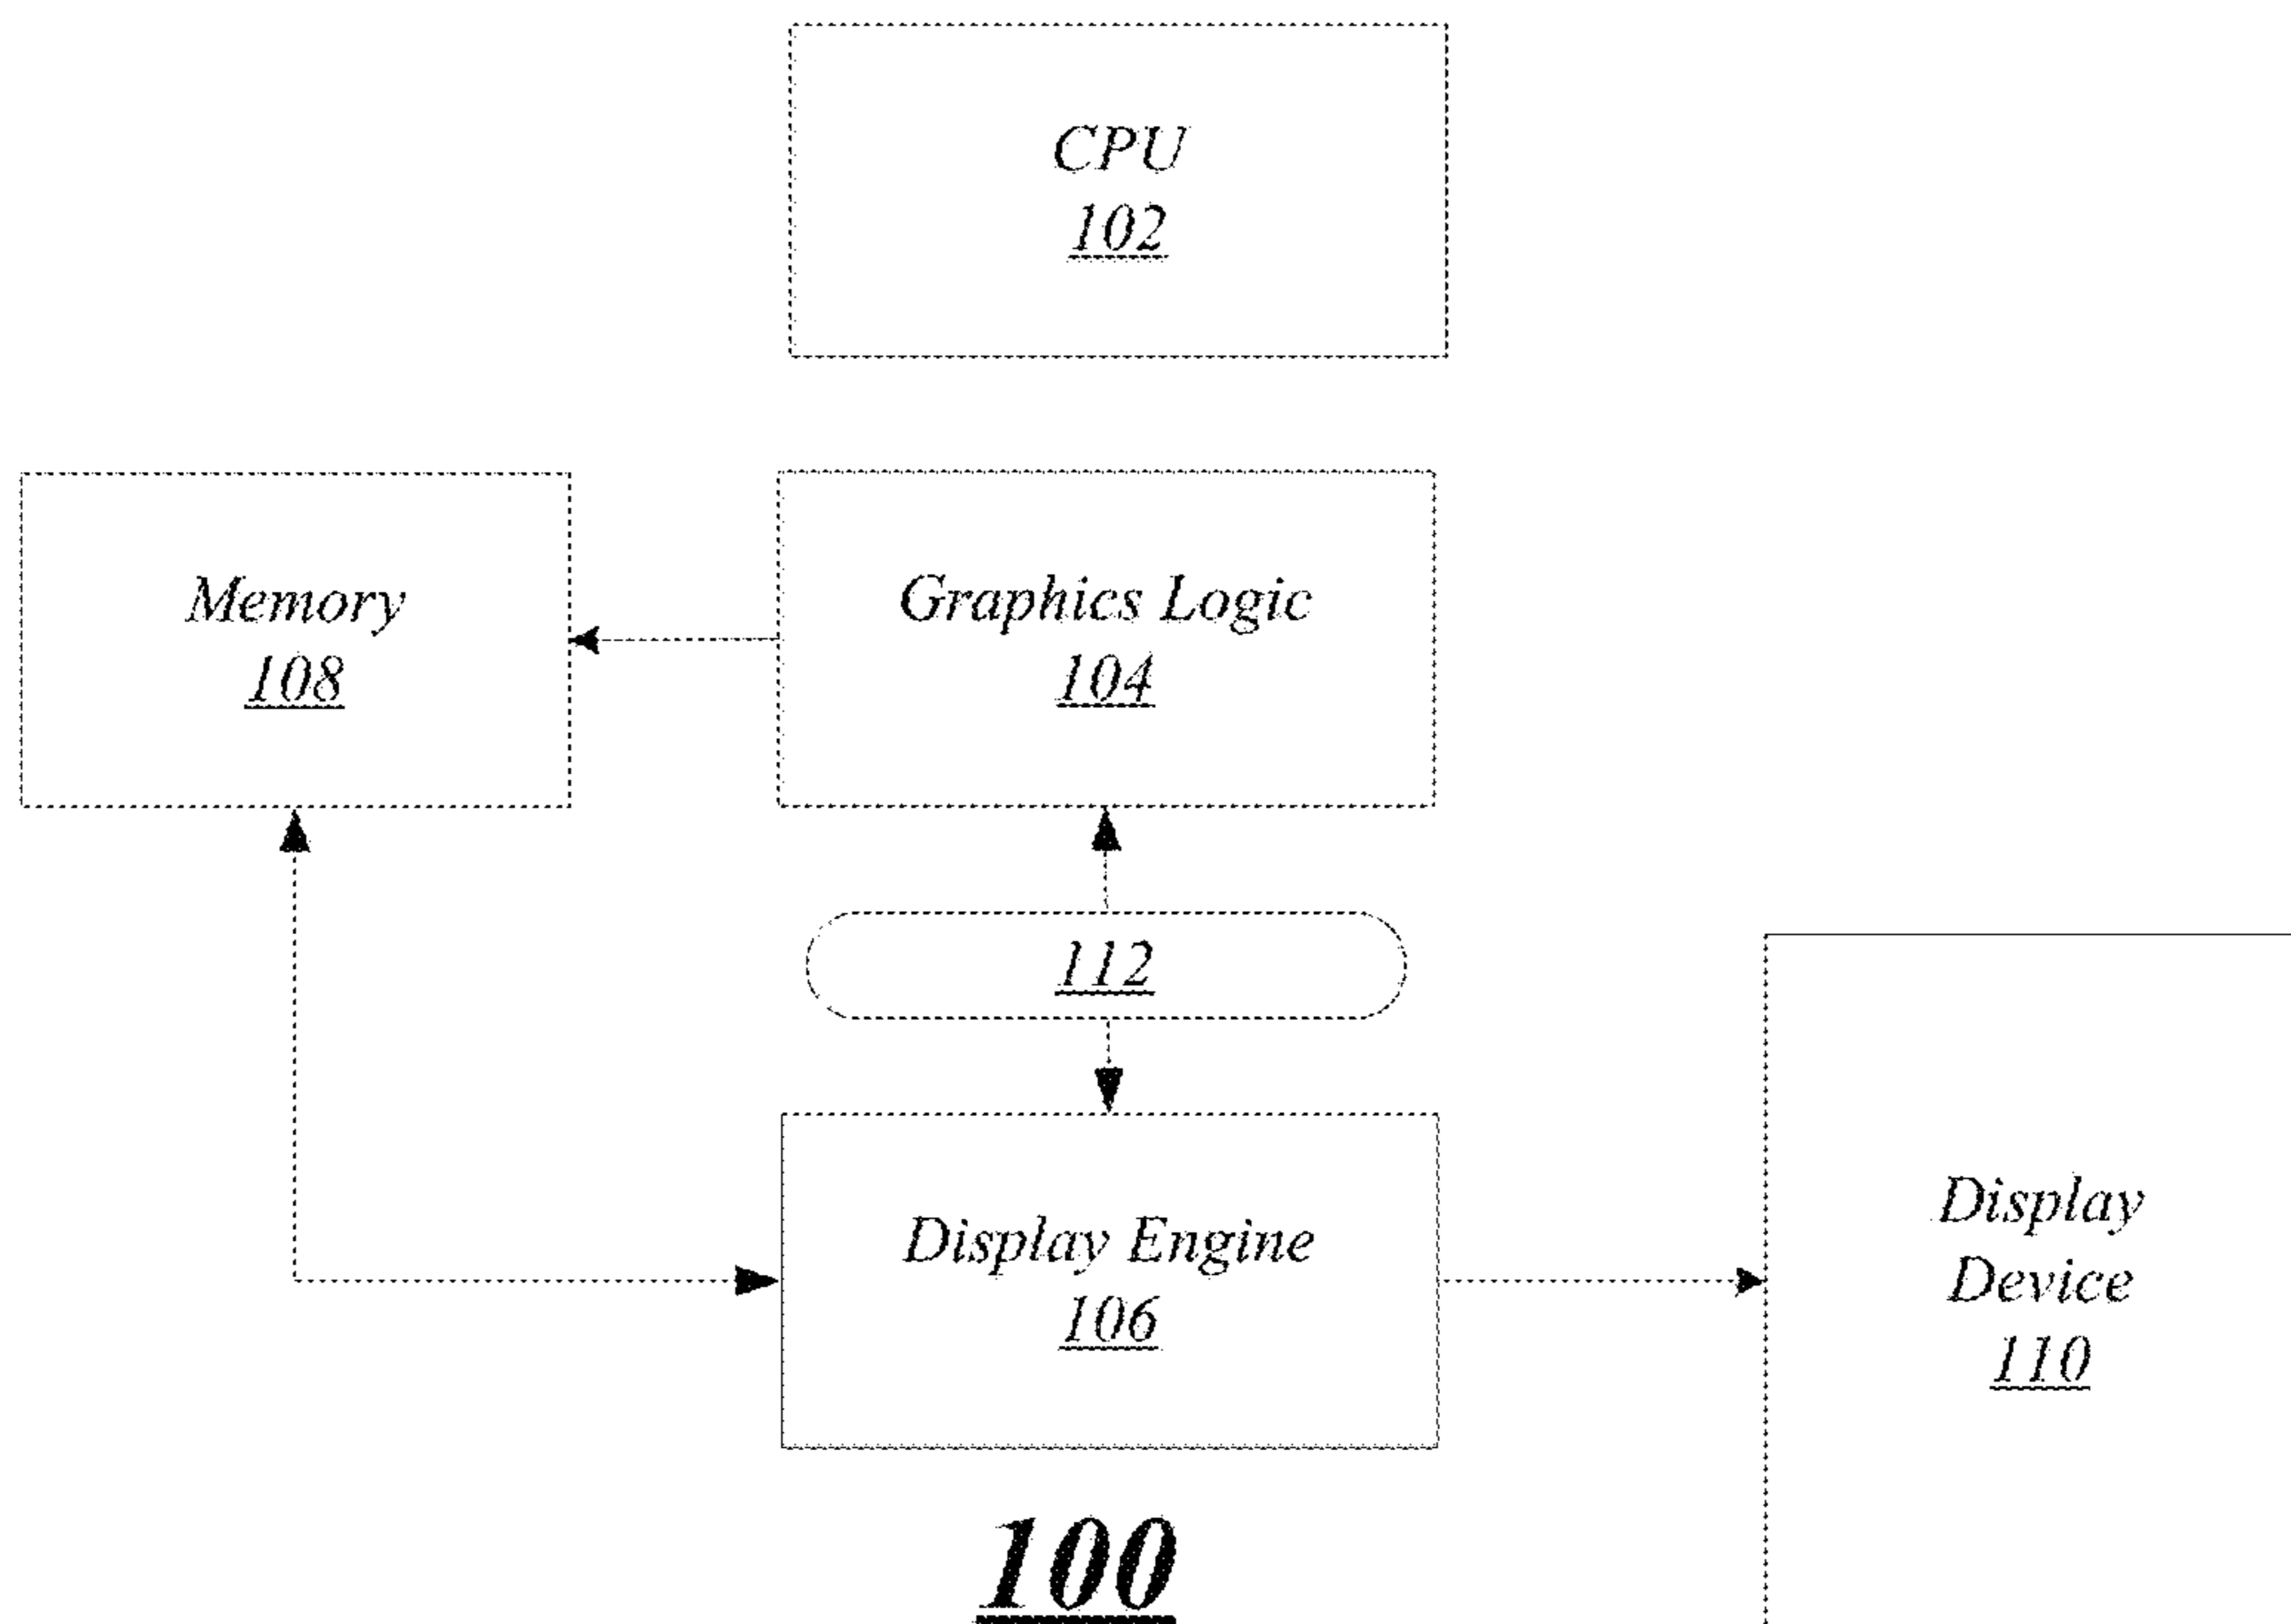 CPU
102
Memory
108
Graphics Logic
104
112
Display Engine
106
Display
Device
110
100